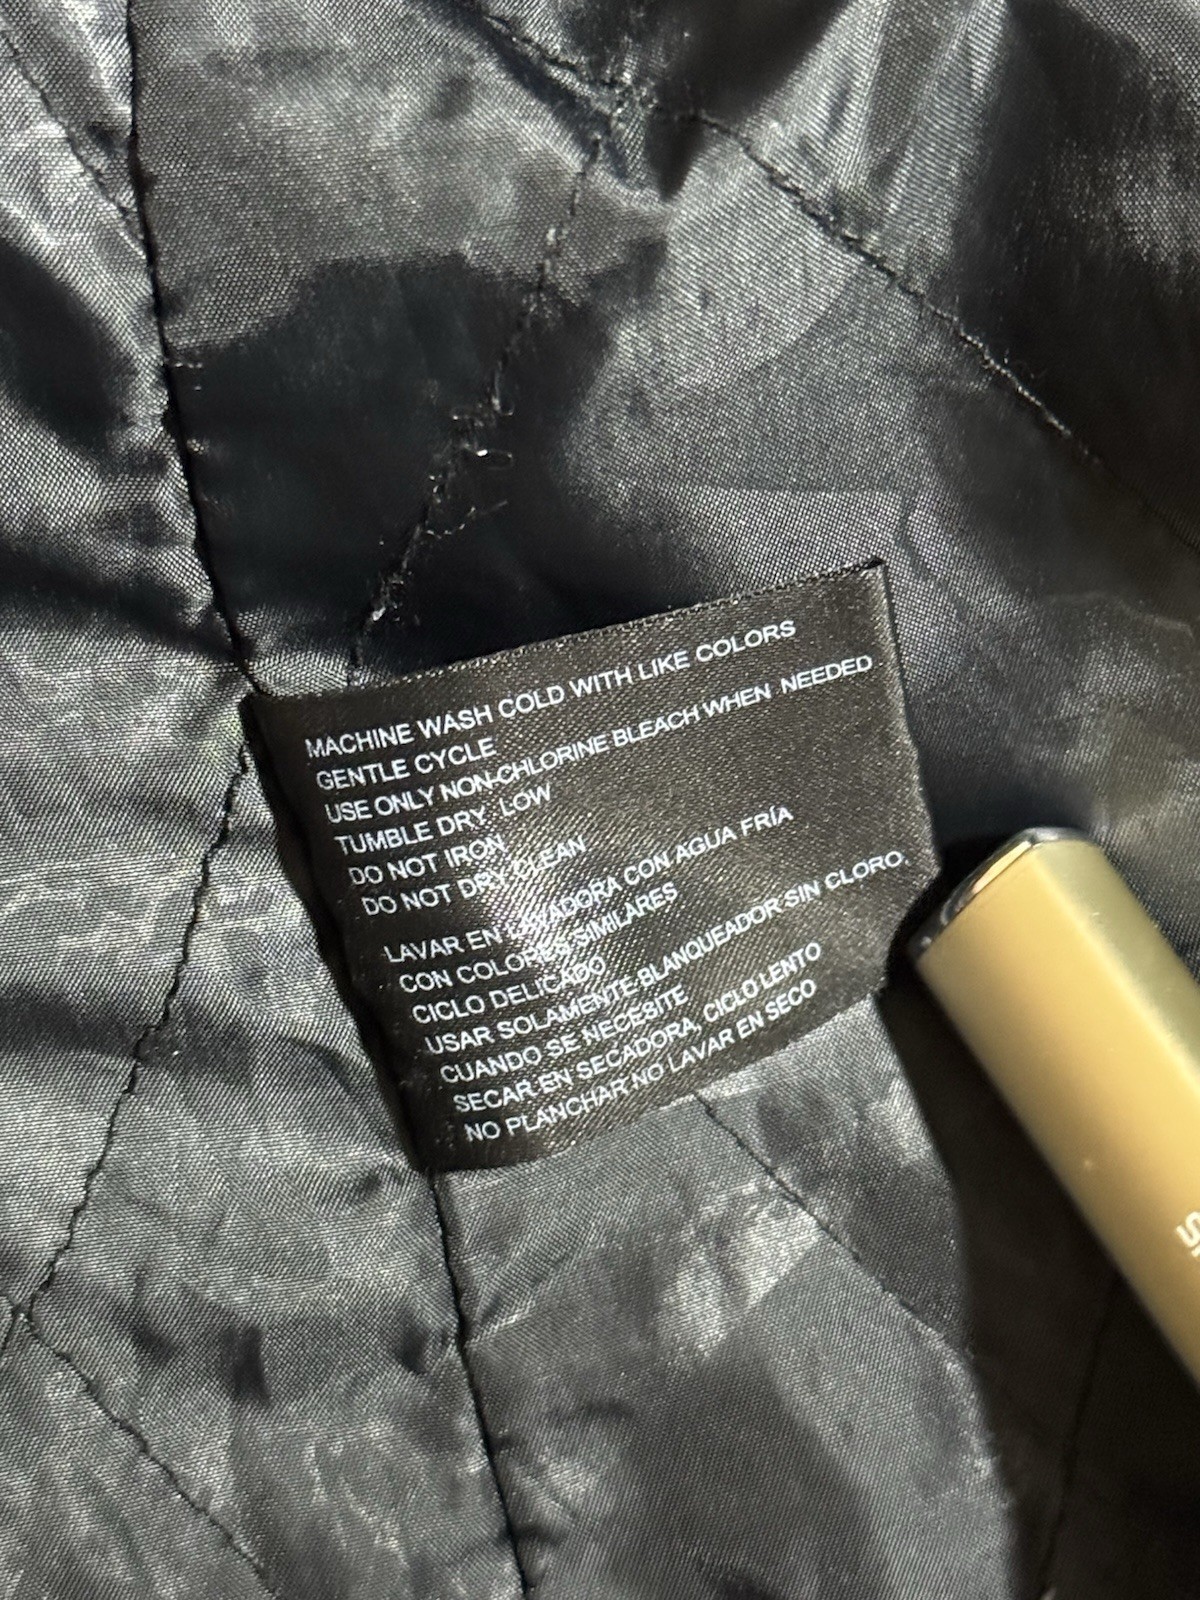 MACHINE WASH COLD WITH LIKE COLORS
GENTLE CYCLE
USE ONLY NON-CHLORINE BLEACH WHEN NEEDED
TUMBLE DRY, LOW
DO NOT IRON
DO NOT DRY CLEAN
LAVAR EN LAVADORA CON AGUA FRÍA
CON COLORES SIMILARES
CICLO DELICADO
USAR SOLAMENTE BLANQUEADOR SIN CLORO,
CUANDO SE NECESITE
SECAR EN SECADORA, CICLO LENTO
NO PLANCHAR NO LAVAR EN SECO